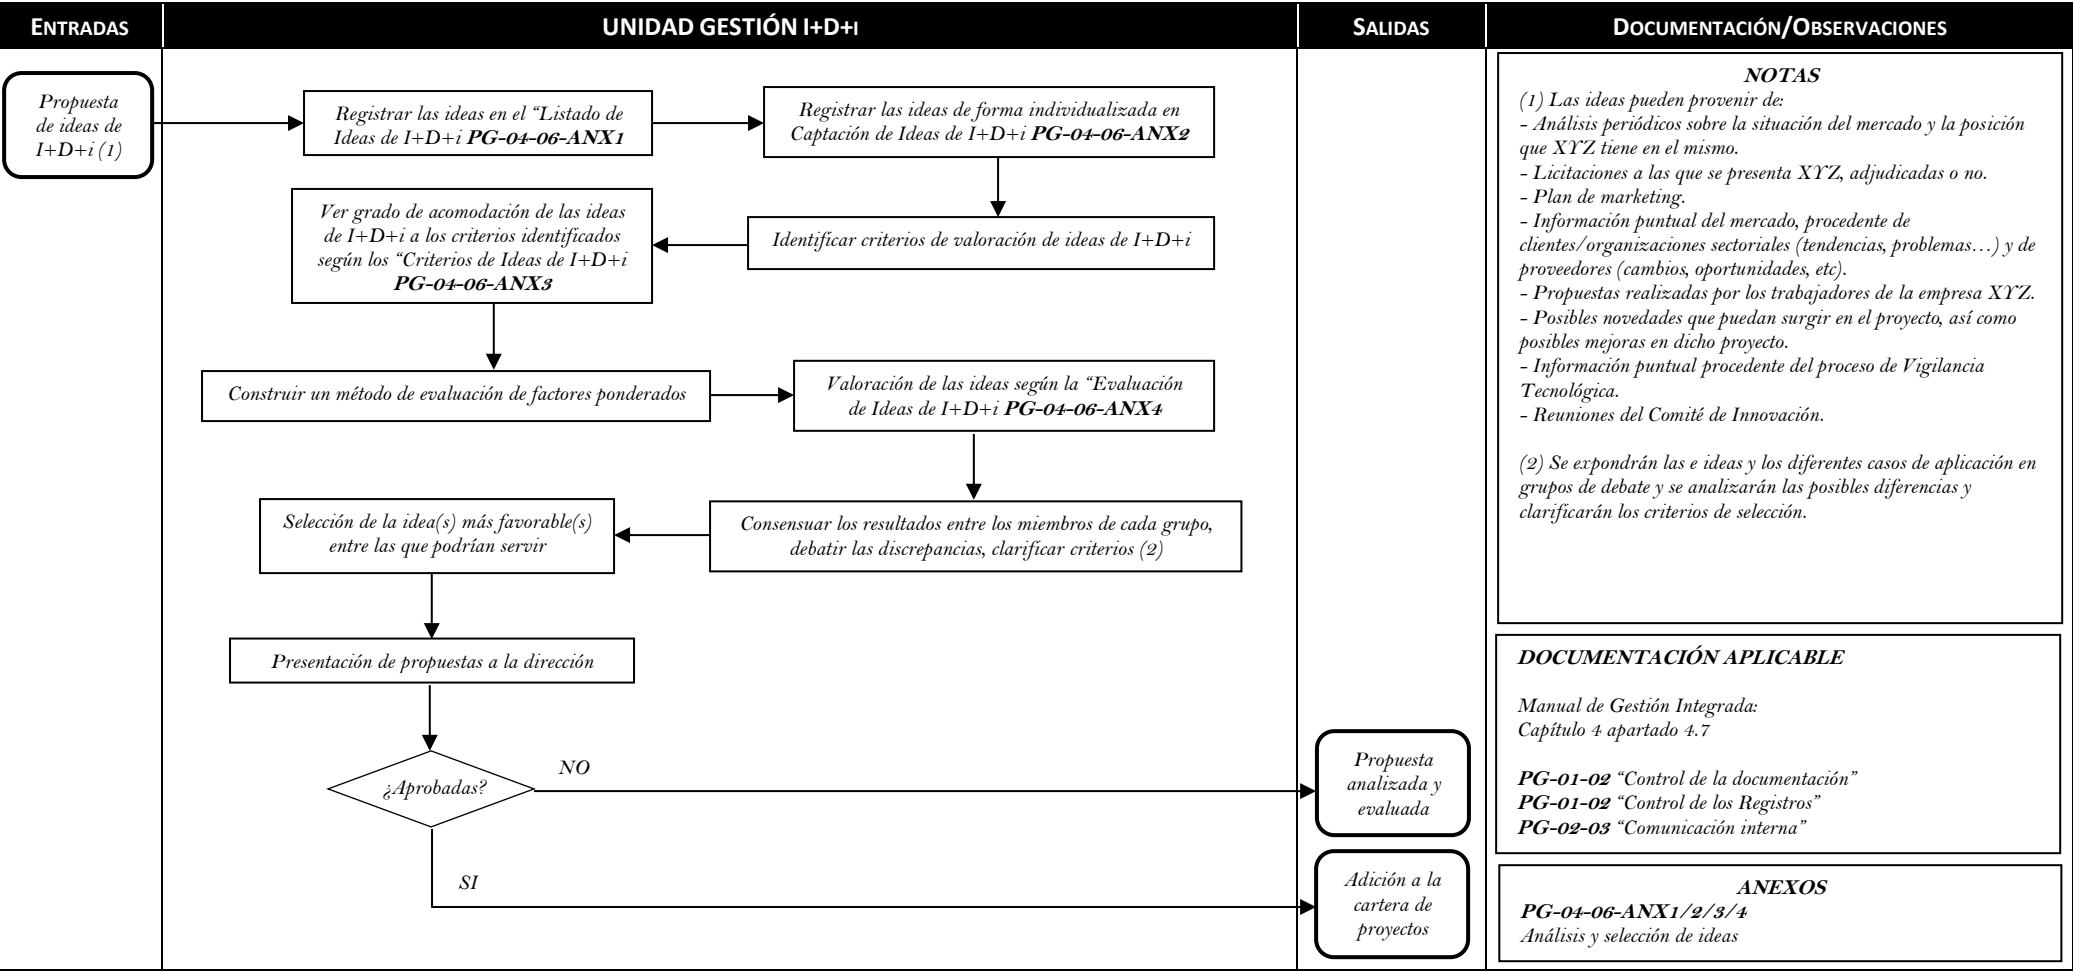 ENTRADAS
UNIDAD GESTIÓN I+D+I
SALIDAS
DOCUMENTACIÓN/OBSERVACIONES
Propuesta
de ideas de
I+D+i (1)
Registrar las ideas en el “Listado de
Ideas de I+D+i PG-04-06-ANX1
Registrar las ideas de forma individualizada en
Captación de Ideas de I+D+i PG-04-06-ANX2
Identificar criterios de valoración de ideas de I+D+i
Ver grado de acomodación de las ideas
de I+D+i a los criterios identificados
según los “Criterios de Ideas de I+D+i
PG-04-06-ANX3
Construir un método de evaluación de factores ponderados
Valoración de las ideas según la “Evaluación
de Ideas de I+D+i PG-04-06-ANX4
Consensuar los resultados entre los miembros de cada grupo,
debatir las discrepancias, clarificar criterios (2)
Selección de la idea(s) más favorable(s)
entre las que podrían servir
Presentación de propuestas a la dirección
¿Aprobadas?
NO
SI
Propuesta
analizada y
evaluada
Adición a la
cartera de
proyectos
NOTAS
(1) Las ideas pueden provenir de:
- Análisis periódicos sobre la situación del mercado y la posición
que XYZ tiene en el mismo.
- Licitaciones a las que se presenta XYZ, adjudicadas o no.
- Plan de marketing.
- Información puntual del mercado, procedente de
clientes/organizaciones sectoriales (tendencias, problemas…) y de
proveedores (cambios, oportunidades, etc).
- Propuestas realizadas por los trabajadores de la empresa XYZ.
- Posibles novedades que puedan surgir en el proyecto, así como
posibles mejoras en dicho proyecto.
- Información puntual procedente del proceso de Vigilancia
Tecnológica.
- Reuniones del Comité de Innovación.
(2) Se expondrán las e ideas y los diferentes casos de aplicación en
grupos de debate y se analizarán las posibles diferencias y
clarificarán los criterios de selección.
DOCUMENTACIÓN APLICABLE
Manual de Gestión Integrada:
Capítulo 4 apartado 4.7
PG-01-02 “Control de la documentación”
PG-01-02 “Control de los Registros”
PG-02-03 “Comunicación interna”
ANEXOS
PG-04-06-ANX1/2/3/4
Análisis y selección de ideas